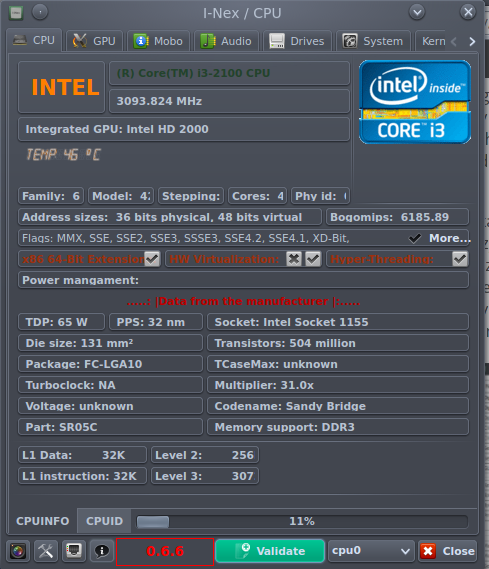 I-Nex / CPU
CPU GPU Mobo Audio Drives System Kern
INTEL
(R) Core(TM) i3-2100 CPU
3093.824 MHz
Integrated GPU: Intel HD 2000
intel inside™
CORE i3
TEMP 46 °C
Family: 6 Model: 42 Stepping: Cores: 4 Phy id:
Address sizes: 36 bits physical, 48 bits virtual Bogomips: 6185.89
Flags: MMX, SSE, SSE2, SSE3, SSSE3, SSE4.2, SSE4.1, XD-Bit, More...
x86 64-Bit Extension HW Virtualization: Hyper-Threading:
Power mangament:
.....: |Data from the manufacturer |:.....
TDP: 65 W PPS: 32 nm Socket: Intel Socket 1155
Die size: 131 mm² Transistors: 504 million
Package: FC-LGA10 TCaseMax: unknown
Turboclock: NA Multiplier: 31.0x
Voltage: unknown Codename: Sandy Bridge
Part: SR05C Memory support: DDR3
L1 Data: 32K Level 2: 256
L1 instruction: 32K Level 3: 307
CPUINFO CPUID 11%
0.6.6 Validate cpu0 Close